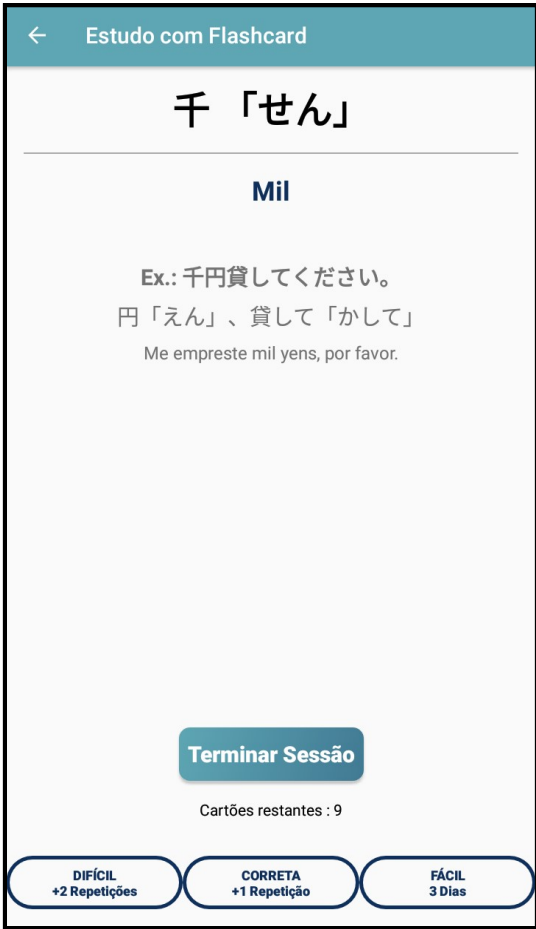 Estudo com Flashcard
千 「せん」
Mil
Ex.: 千円貸してください。
円「えん」、貸して「かして」
Me empreste mil yens, por favor.
Terminar Sessão
Cartões restantes : 9
DIFÍCIL
+2 Repetições
CORRETA
+1 Repetição
FÁCIL
3 Dias